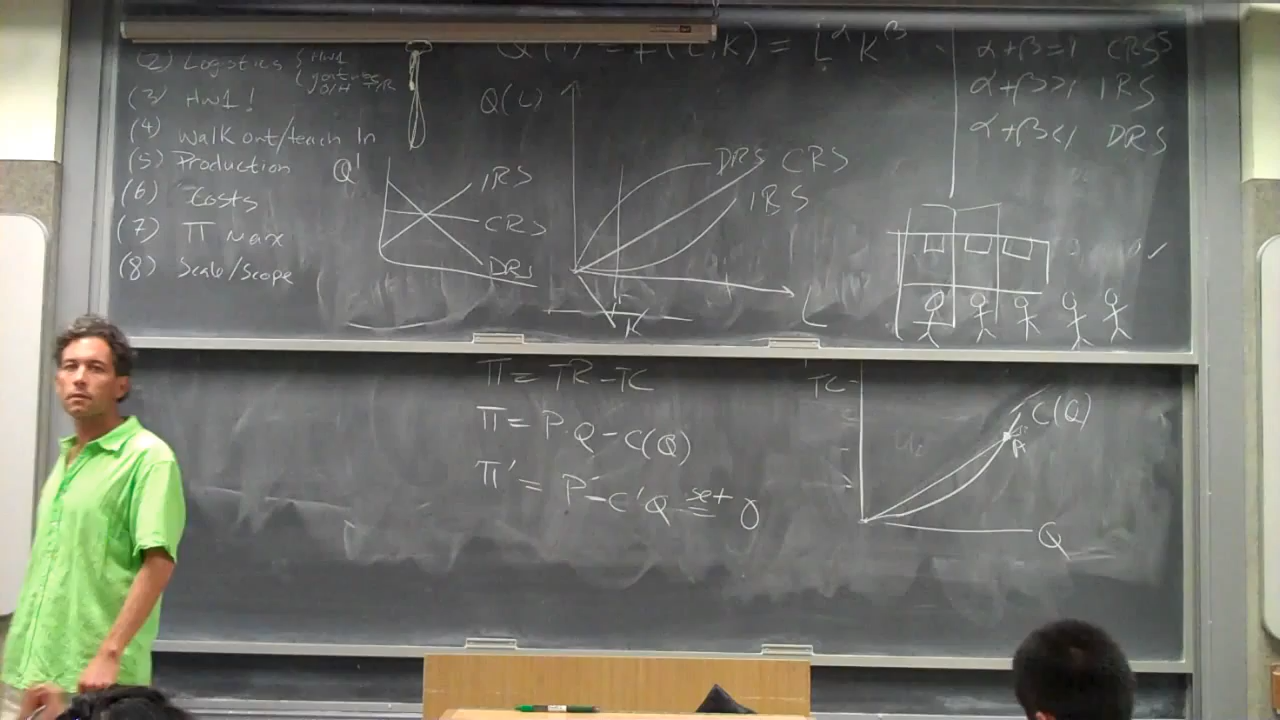 (2) Logistics { HW1
(3) HW1!
(4) Walk out/teach In
(5) Production
(6) Costs
(7) Π Max
(8) Scale/Scope
Q' IRS
CRS
DRS
= f(L,K) = L^α K^β
Q(L)
DRS CRS
IRS
L
K
α+β=1 CRS
α+β>1 IRS
α+β<1 DRS
Π = TR-TC
Π = P·Q-C(Q)
Π' = P-C'Q set = 0
TC
C(Q)
A
Q